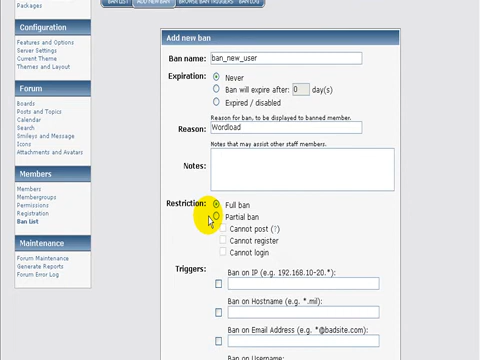 Packages
BAN LIST
ADD NEW BAN
BROWSE BAN TRIGGERS
BAN LOG
Configuration
Features and Options
Server Settings
Current Theme
Themes and Layout
Forum
Boards
Posts and Topics
Calendar
Search
Smileys and Message
Icons
Attachments and Avatars
Members
Members
Membergroups
Permissions
Registration
Ban List
Maintenance
Forum Maintenance
Generate Reports
Forum Error Log
Add new ban
Ban name: ban_new_user
Expiration: Never
Ban will expire after: 0 day(s)
Expired / disabled
Reason for ban, to be displayed to banned member.
Reason: Wordload
Notes that may assist other staff members.
Notes:
Restriction: Full ban
Partial ban
Cannot post (?)
Cannot register
Cannot login
Triggers:
Ban on IP (e.g. 192.168.10-20.*):
Ban on Hostname (e.g. *.mil):
Ban on Email Address (e.g. *@badsite.com):
Ban on Username: